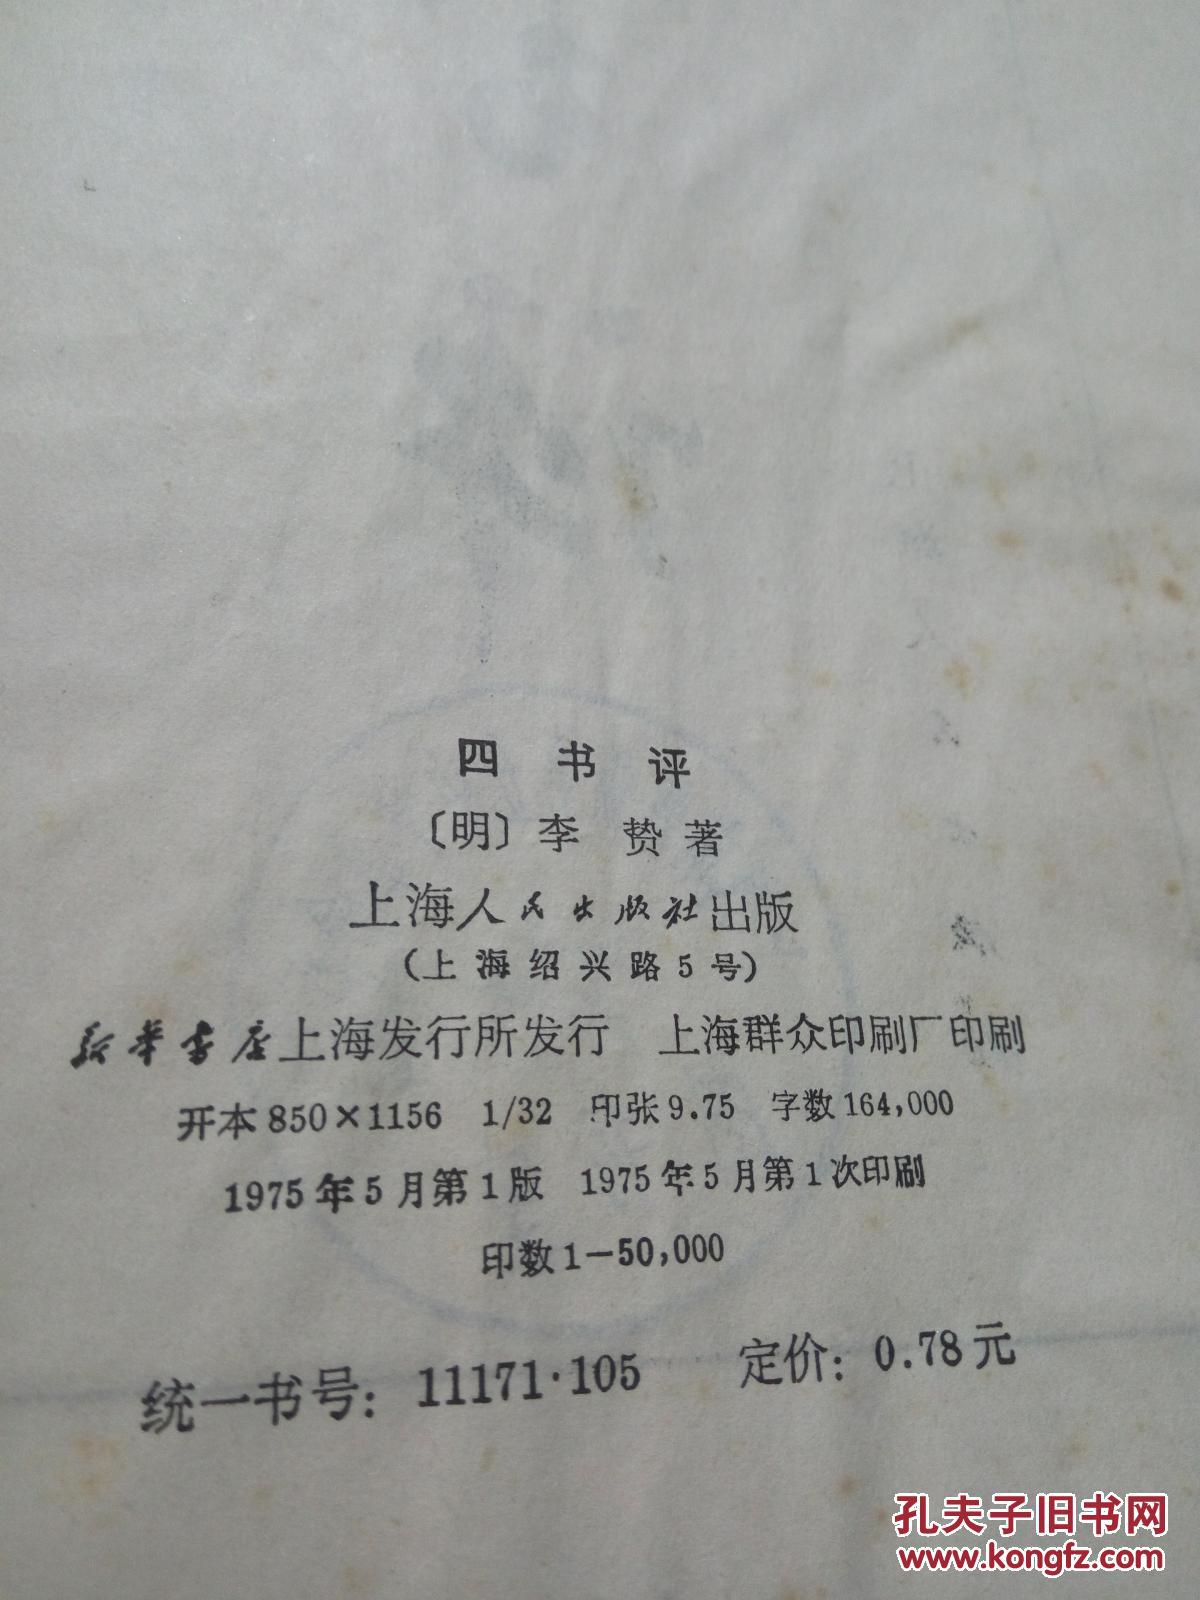 四书评
〔明〕李贽著
上海人民出版社出版
(上海绍兴路5号)
新华书店上海发行所发行 上海群众印刷厂印刷
开本850×1156 1/32 印张9.75 字数164,000
1975年5月第1版 1975年5月第1次印刷
印数1—50,000
统一书号：11171·105 定价：0.78元
孔夫子旧书网
www.kongfz.com